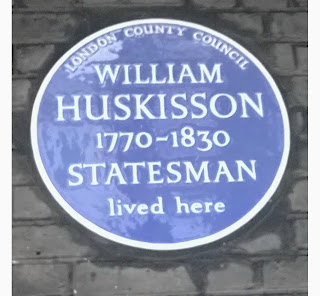 LONDON COUNTY COUNCIL
WILLIAM
HUSKISSON
1770-1830
STATESMAN
lived here